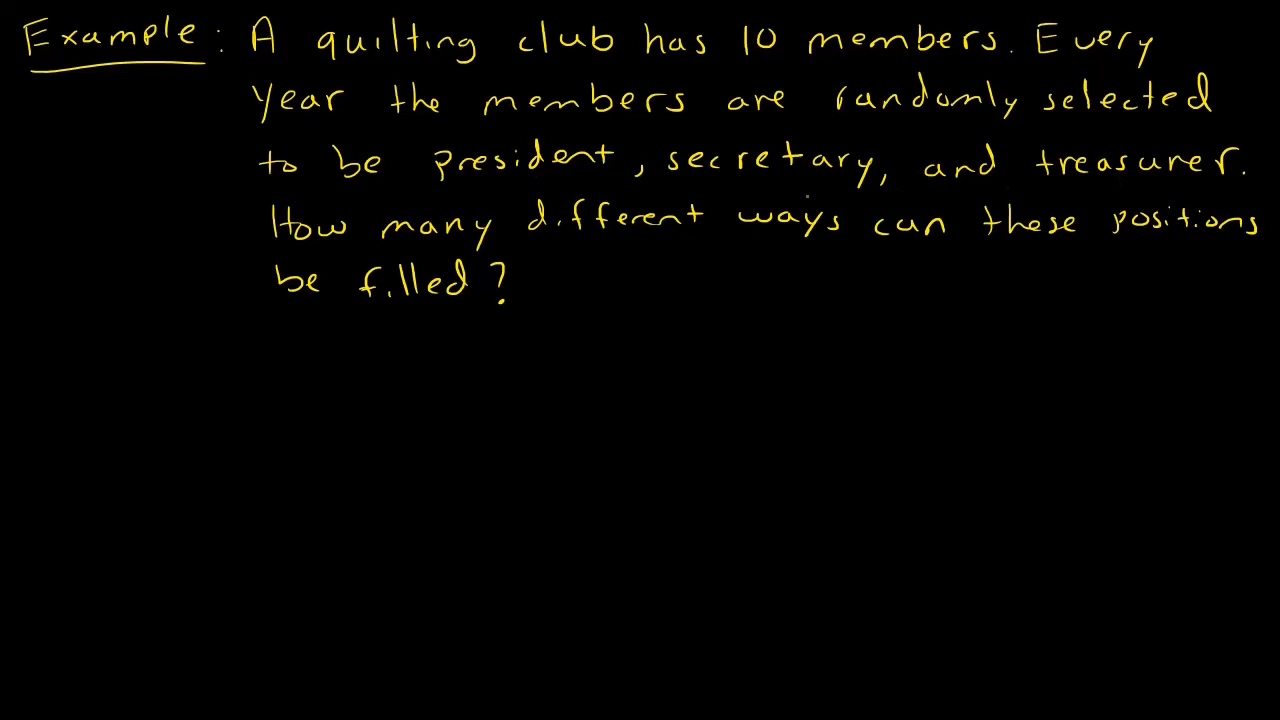 Example: A quilting club has 10 members. Every
year the members are randomly selected
to be president, secretary, and treasurer.
How many different ways can these positions
be filled?